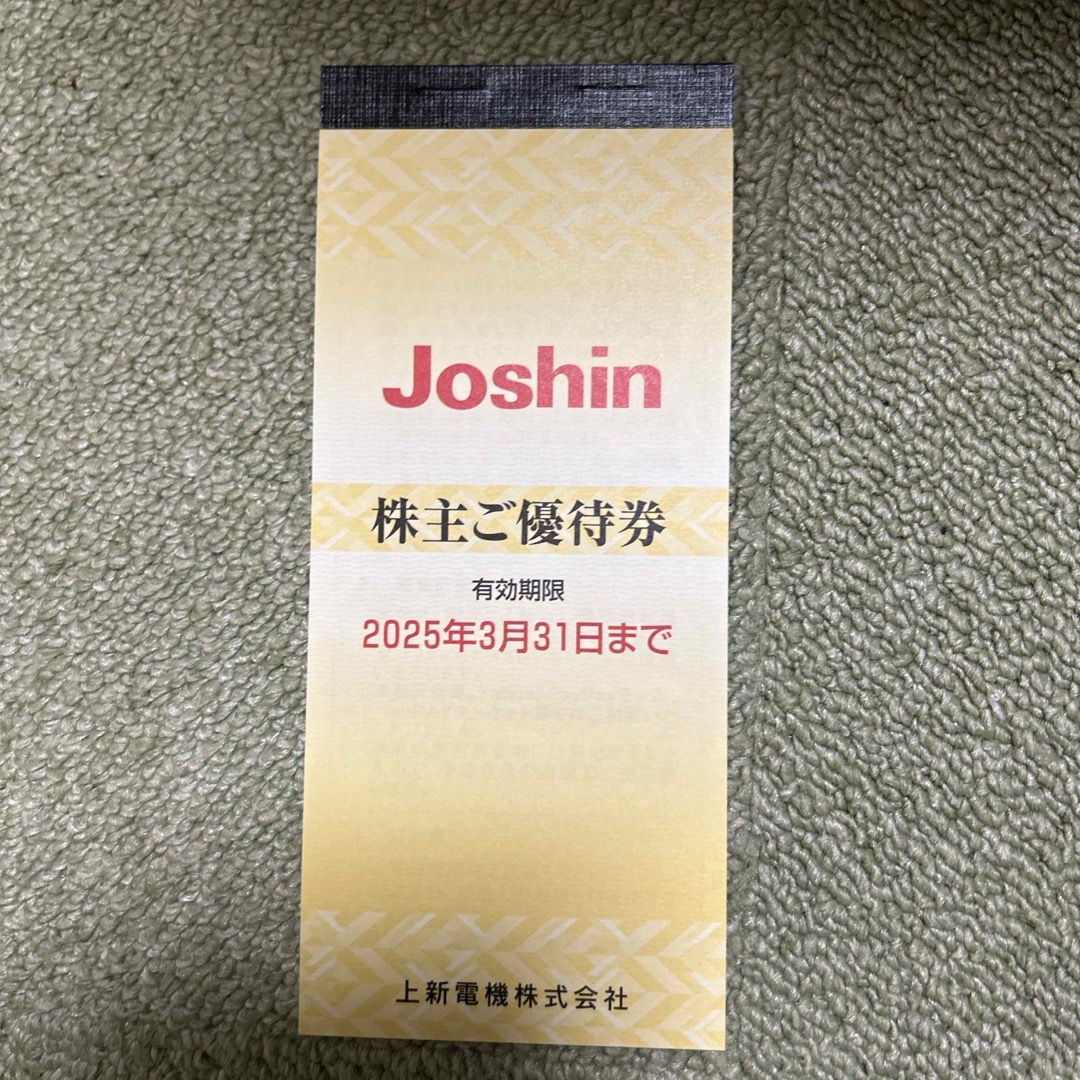 Joshin
株主ご優待券
有効期限
2025年3月31日まで
上新電機株式会社